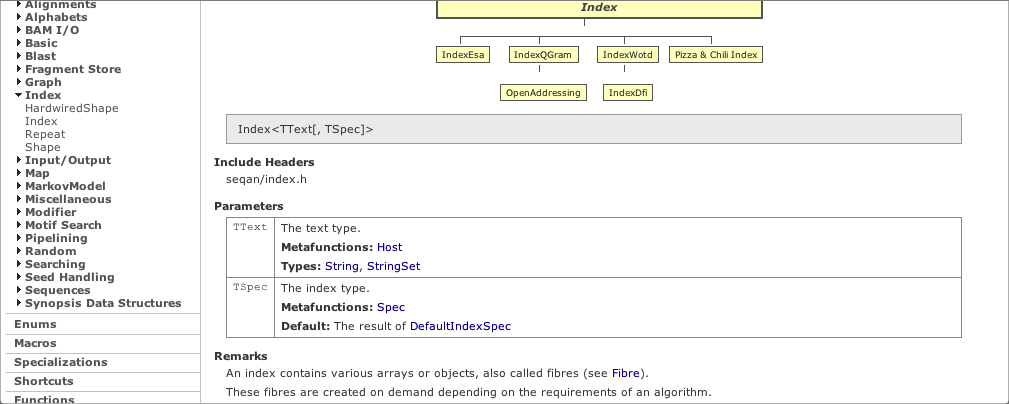 Alignments
Alphabets
BAM I/O
Basic
Blast
Fragment Store
Graph
Index
HardwiredShape
Index
Repeat
Shape
Input/Output
Map
MarkovModel
Miscellaneous
Modifier
Motif Search
Pipelining
Random
Searching
Seed Handling
Sequences
Synopsis Data Structures
Enums
Macros
Specializations
Shortcuts
Functions
Index
IndexEsa IndexQGram IndexWotd Pizza & Chili Index
OpenAddressing IndexDfi
Index<TText[, TSpec]>
Include Headers
seqan/index.h
Parameters
TText The text type.
Metafunctions: Host
Types: String, StringSet
TSpec The index type.
Metafunctions: Spec
Default: The result of DefaultIndexSpec
Remarks
An index contains various arrays or objects, also called fibres (see Fibre).
These fibres are created on demand depending on the requirements of an algorithm.